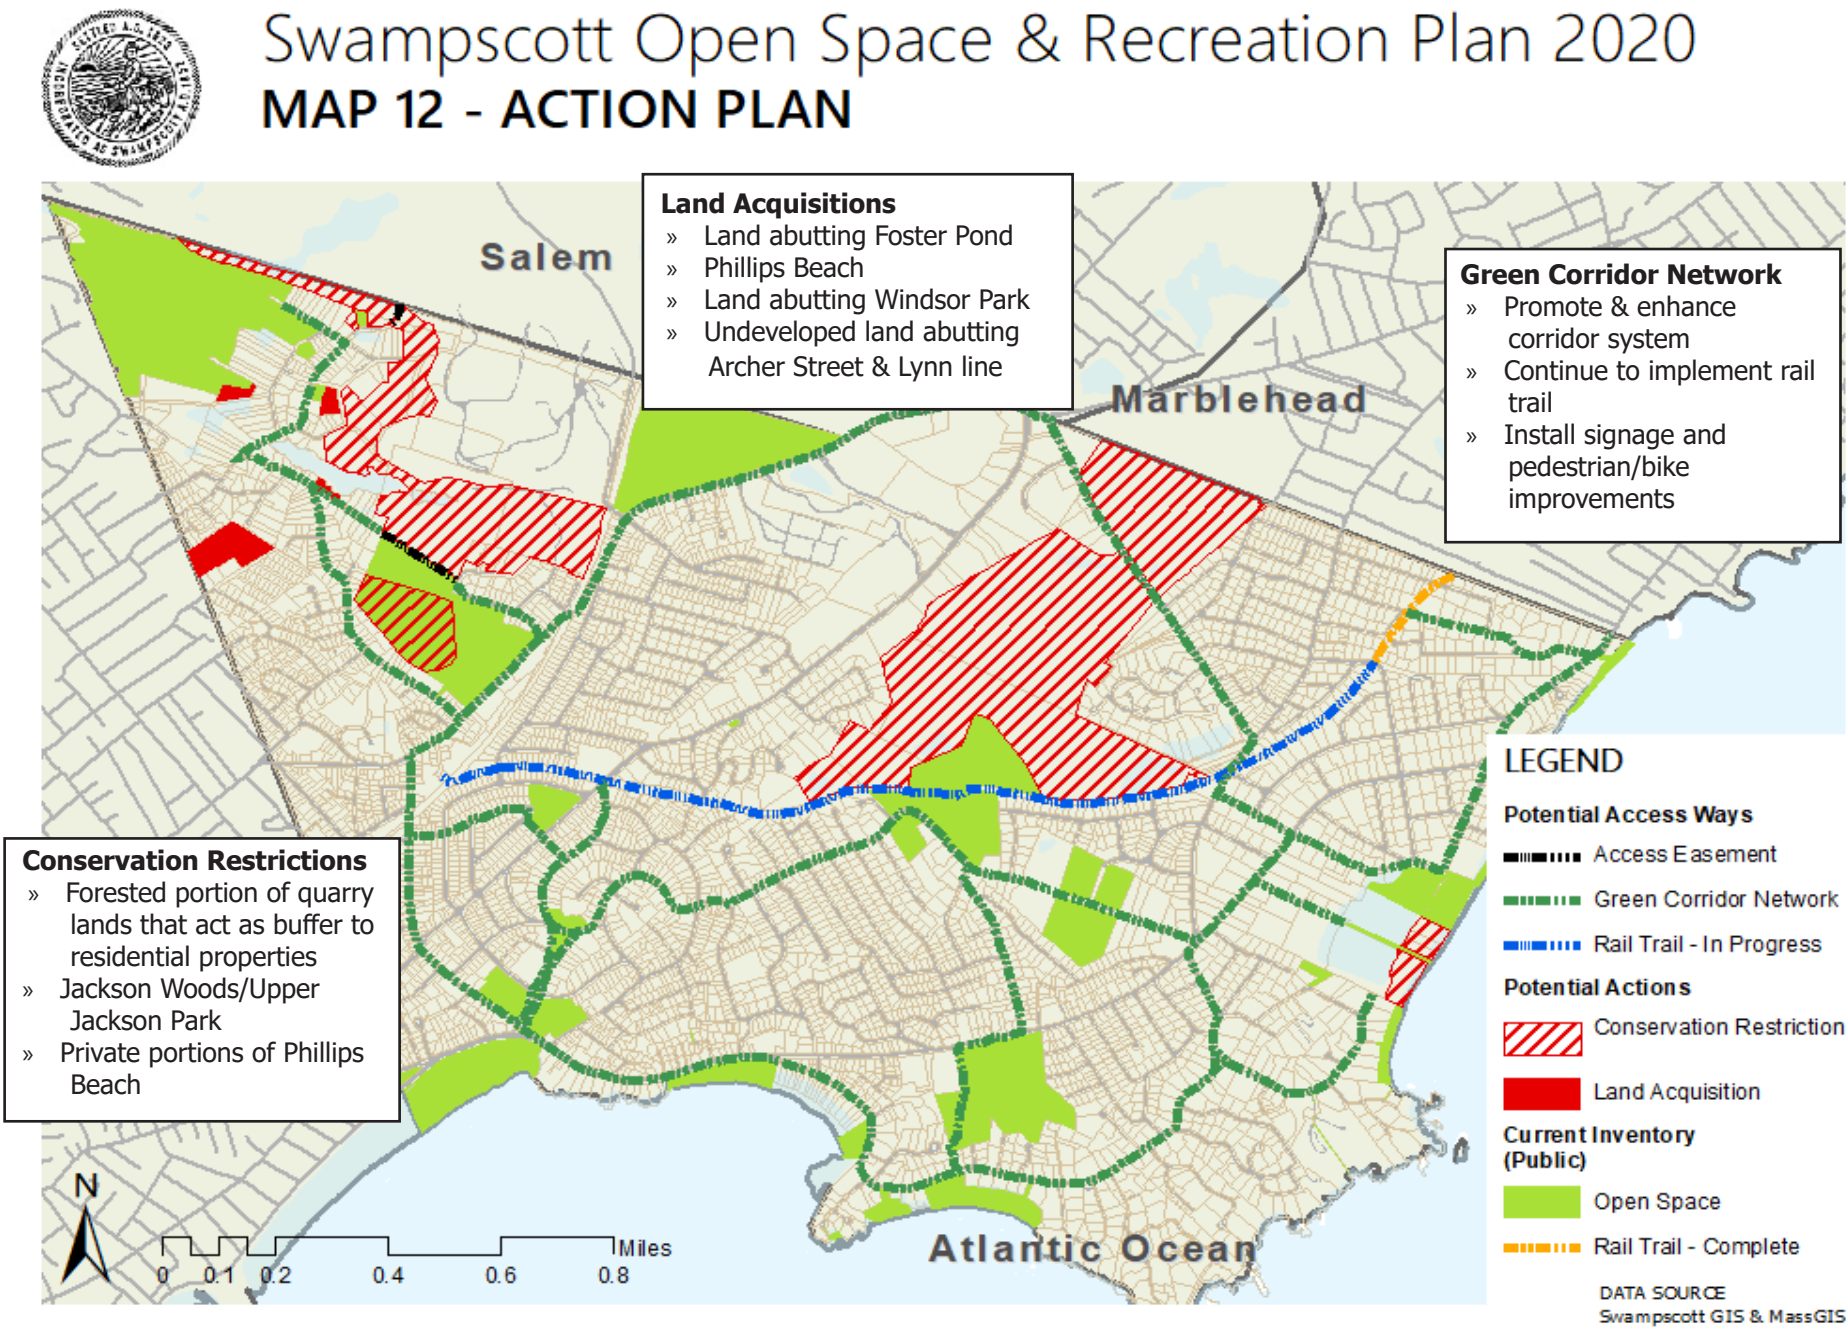 Swampscott Open Space & Recreation Plan 2020
MAP 12 - ACTION PLAN
Land Acquisitions
» Land abutting Foster Pond
» Phillips Beach
» Land abutting Windsor Park
» Undeveloped land abutting
Archer Street & Lynn line
Salem
Marblehead
Green Corridor Network
» Promote & enhance
corridor system
» Continue to implement rail
trail
» Install signage and
pedestrian/bike
improvements
Conservation Restrictions
» Forested portion of quarry
lands that act as buffer to
residential properties
» Jackson Woods/Upper
Jackson Park
» Private portions of Phillips
Beach
LEGEND
Potential Access Ways
Access Easement
Green Corridor Network
Rail Trail - In Progress
Potential Actions
Conservation Restriction
Land Acquisition
Current Inventory
(Public)
Open Space
Rail Trail - Complete
DATA SOURCE
Swampscott GIS & MassGIS
N
Miles
0 0.1 0.2 0.4 0.6 0.8
Atlantic Ocean